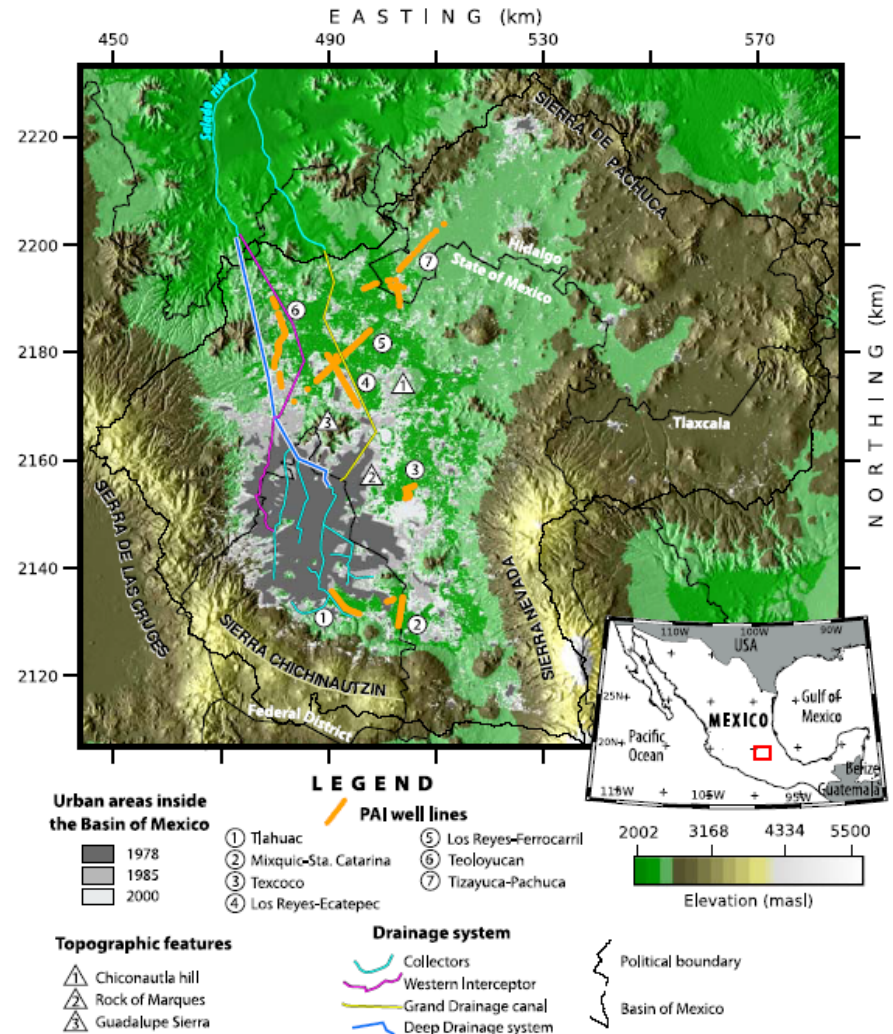 EASTING (km)
450 490 530 570
2220
2200
2180
2160
2140
2120
NORTHING (km)
Salado river
SIERRA DE PACHUCA
Hidalgo
State of Mexico
Tlaxcala
SIERRA DE LAS CRUCES
SIERRA CHICHINAUTZIN
SIERRA NEVADA
Federal District
7
6
5
4
1
3
3
2
1
2
110W 100W 90W
USA
25N
MEXICO
Gulf of
Mexico
Pacific
Ocean
20N
Belize
Guatemala
115W 105W 95W
LEGEND
Urban areas inside
the Basin of Mexico
1978
1985
2000
PAI well lines
1 Tlahuac
2 Mixquic-Sta. Catarina
3 Texcoco
4 Los Reyes-Ecatepec
5 Los Reyes-Ferrocarril
6 Teoloyucan
7 Tizayuca-Pachuca
2002 3168 4334 5500
Elevation (masl)
Topographic features
1 Chiconautla hill
2 Rock of Marques
3 Guadalupe Sierra
Drainage system
Collectors
Western Interceptor
Grand Drainage canal
Deep Drainage system
Political boundary
Basin of Mexico